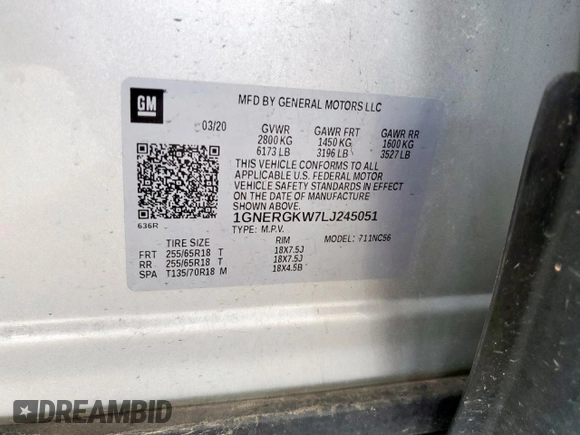 GM
MFD BY GENERAL MOTORS LLC
03/20 GVWR GAWR FRT GAWR RR
2800 KG 1450 KG 1600 KG
6173 LB 3196 LB 3527 LB
THIS VEHICLE CONFORMS TO ALL
APPLICABLE U.S. FEDERAL MOTOR
VEHICLE SAFETY STANDARDS IN EFFECT
ON THE DATE OF MANUFACTURE
SHOWN ABOVE.
636R 1GNERGKW7LJ245051
TYPE: M.P.V. MODEL: 711NC56
TIRE SIZE RIM
FRT 255/65R18 T 18X7.5J
RR 255/65R18 T 18X7.5J
SPA T135/70R18 M 18X4.5B
DREAMBID